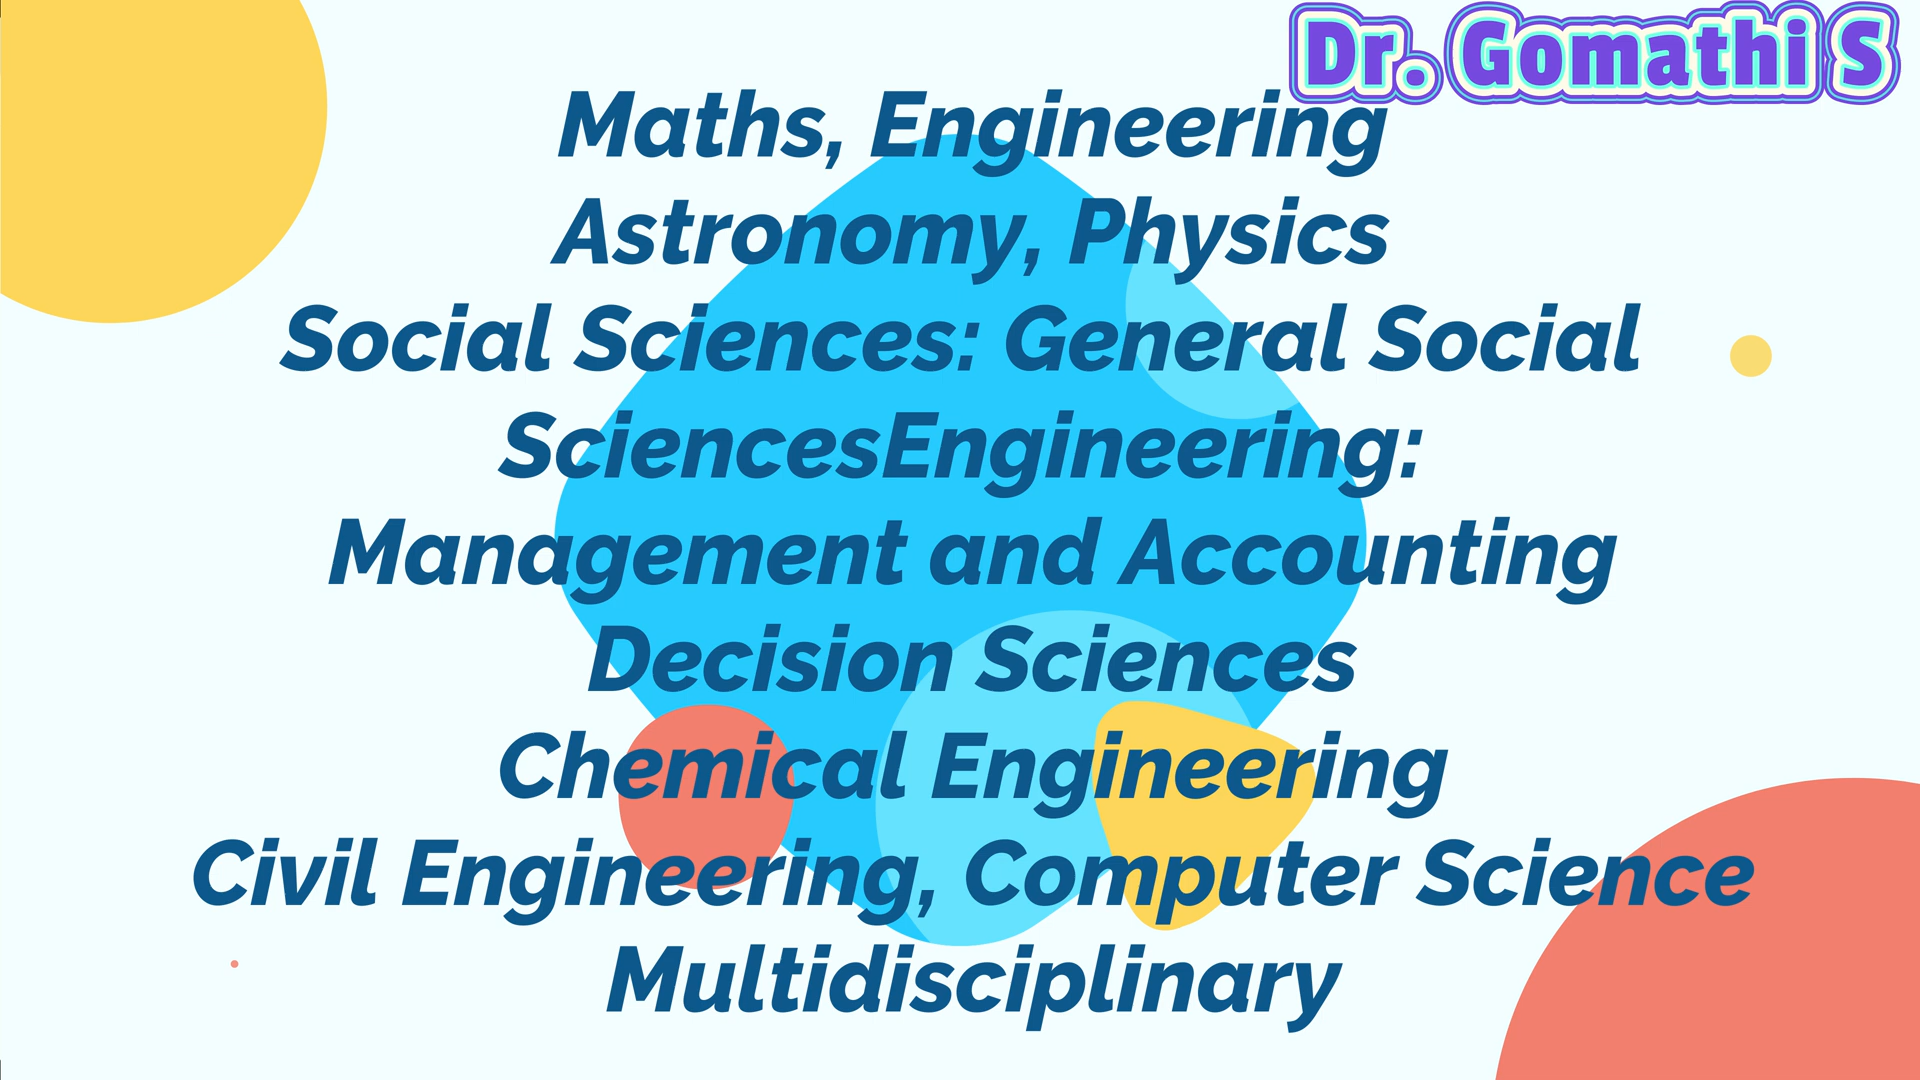 Dr. Gomathi S
Maths, Engineering
Astronomy, Physics
Social Sciences: General Social
SciencesEngineering:
Management and Accounting
Decision Sciences
Chemical Engineering
Civil Engineering, Computer Science
Multidisciplinary